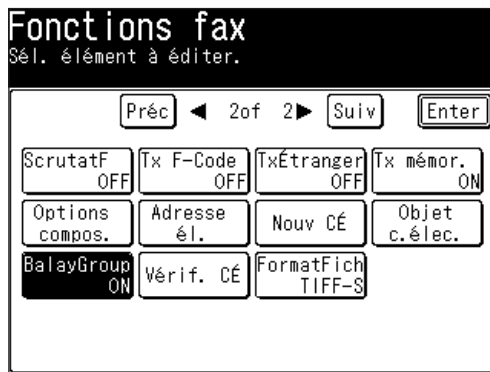 Fonctions fax
Sél. élément à éditer.
Préc ◄ 2of 2► Suiv Enter
ScrutatF Tx F-Code TxÉtranger Tx mémor.
OFF OFF OFF ON
Options Adresse Nouv CÉ Objet
compos. él. c.élec.
BalayGroup Vérif. CÉ FormatFich
ON TIFF-S